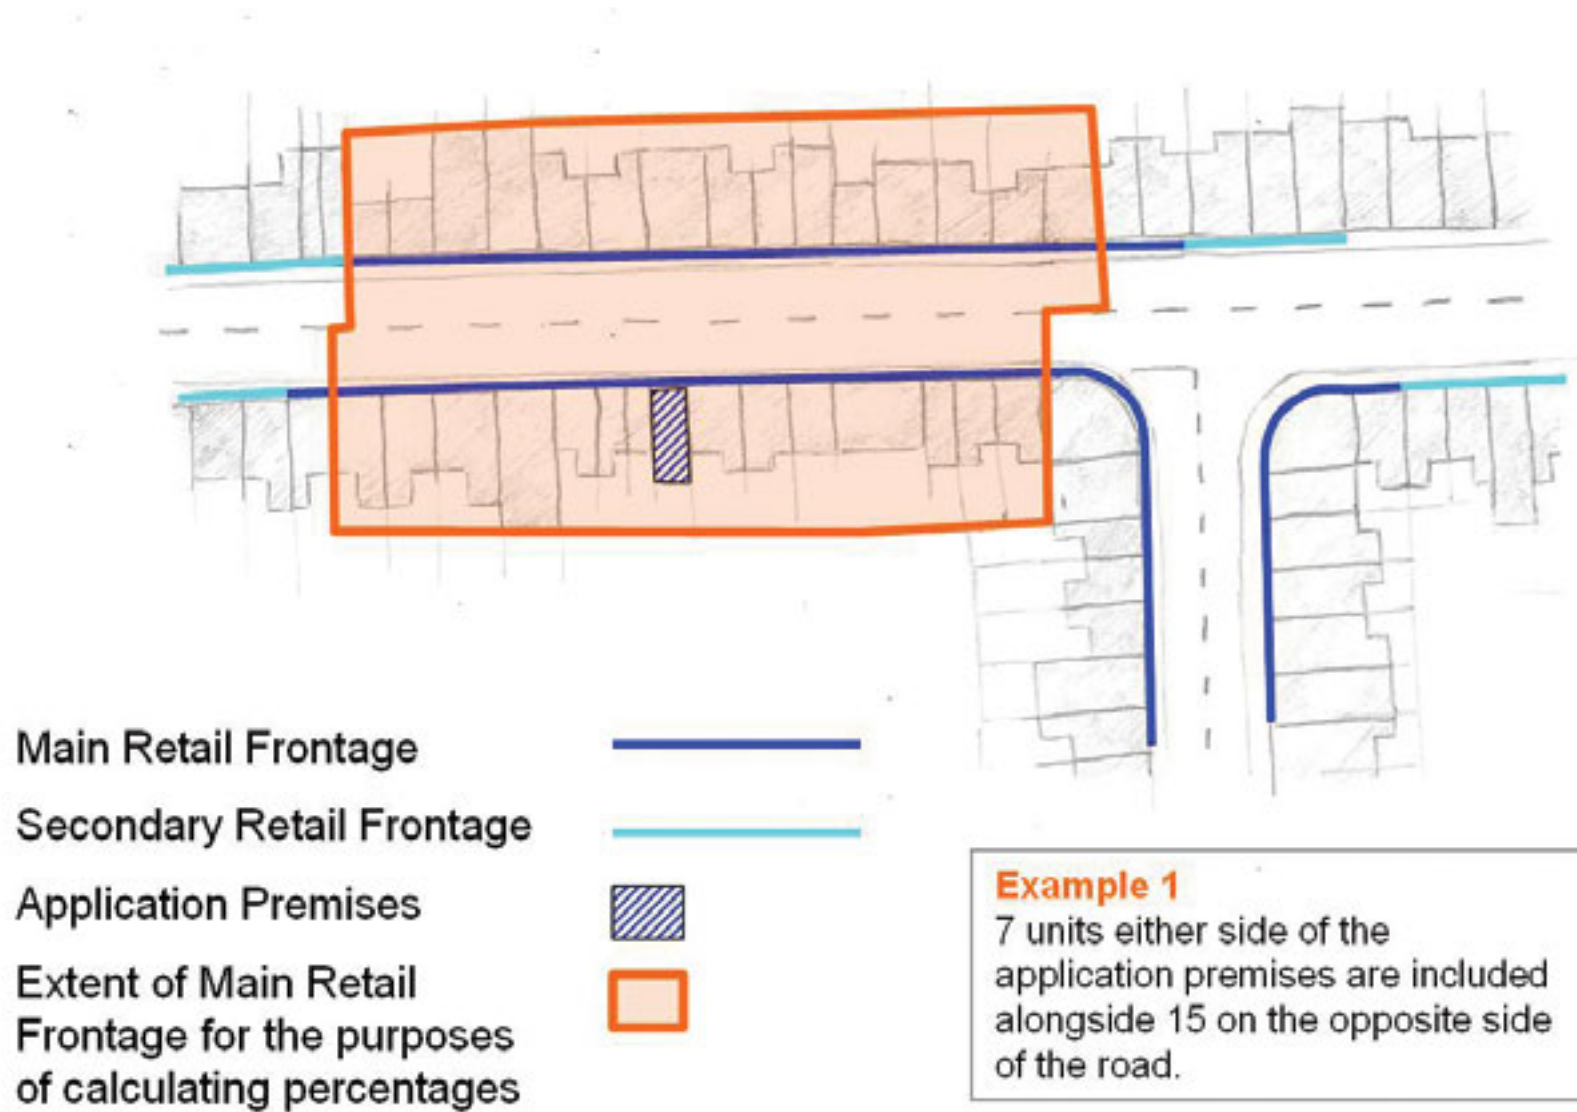 Main Retail Frontage
Secondary Retail Frontage
Application Premises
Extent of Main Retail
Frontage for the purposes
of calculating percentages
Example 1
7 units either side of the
application premises are included
alongside 15 on the opposite side
of the road.